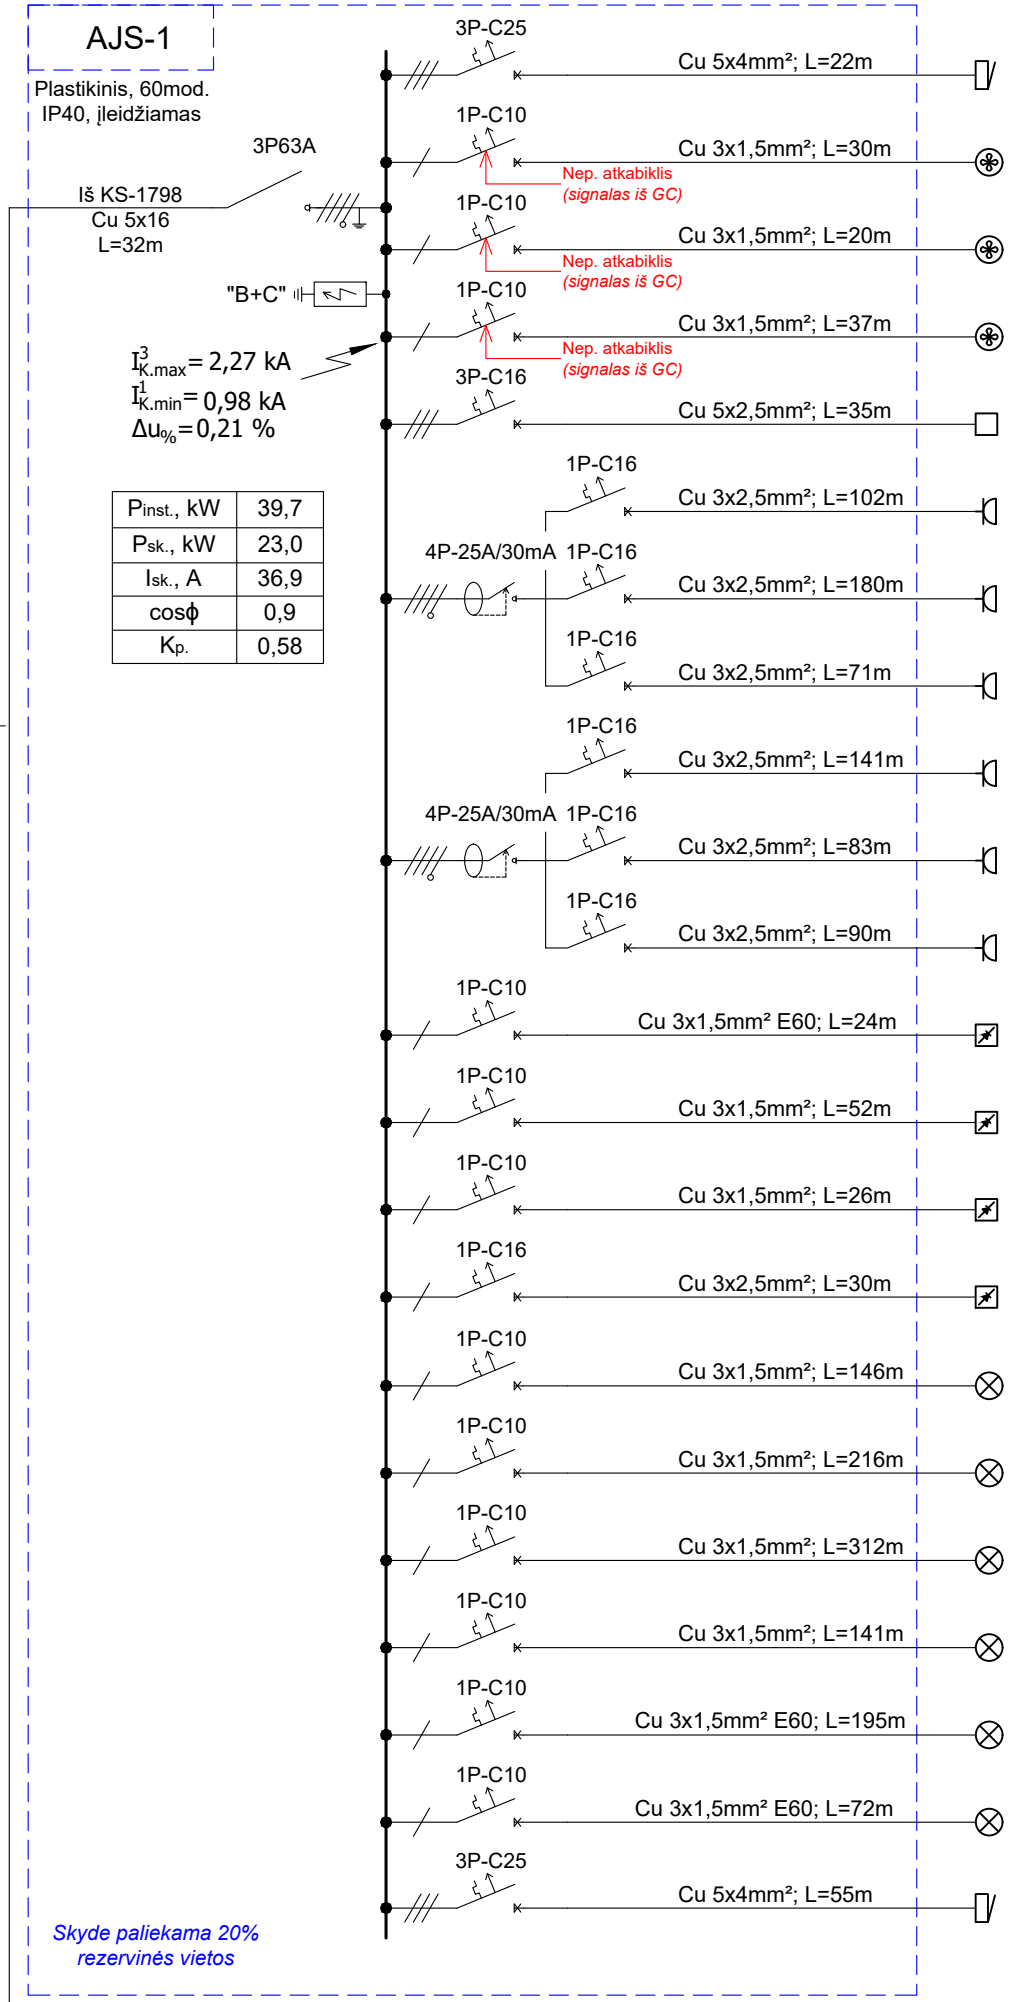 AJS-1
Plastikinis, 60mod.
IP40, įleidžiamas
3P63A
Iš KS-1798
Cu 5x16
L=32m
"B+C"
I³K.max= 2,27 kA
I¹K.min= 0,98 kA
Δu%=0,21 %
Pinst., kW 39,7
Psk., kW 23,0
Isk., A 36,9
cosϕ 0,9
Kp. 0,58
3P-C25
Cu 5x4mm²; L=22m
1P-C10
Cu 3x1,5mm²; L=30m
Nep. atkabiklis
(signalas iš GC)
1P-C10
Cu 3x1,5mm²; L=20m
Nep. atkabiklis
(signalas iš GC)
1P-C10
Cu 3x1,5mm²; L=37m
Nep. atkabiklis
(signalas iš GC)
3P-C16
Cu 5x2,5mm²; L=35m
1P-C16
Cu 3x2,5mm²; L=102m
4P-25A/30mA
1P-C16
Cu 3x2,5mm²; L=180m
1P-C16
Cu 3x2,5mm²; L=71m
1P-C16
Cu 3x2,5mm²; L=141m
4P-25A/30mA
1P-C16
Cu 3x2,5mm²; L=83m
1P-C16
Cu 3x2,5mm²; L=90m
1P-C10
Cu 3x1,5mm² E60; L=24m
1P-C10
Cu 3x1,5mm²; L=52m
1P-C10
Cu 3x1,5mm²; L=26m
1P-C16
Cu 3x2,5mm²; L=30m
1P-C10
Cu 3x1,5mm²; L=146m
1P-C10
Cu 3x1,5mm²; L=216m
1P-C10
Cu 3x1,5mm²; L=312m
1P-C10
Cu 3x1,5mm²; L=141m
1P-C10
Cu 3x1,5mm² E60; L=195m
1P-C10
Cu 3x1,5mm² E60; L=72m
3P-C25
Cu 5x4mm²; L=55m
Skyde paliekama 20%
rezervinės vietos